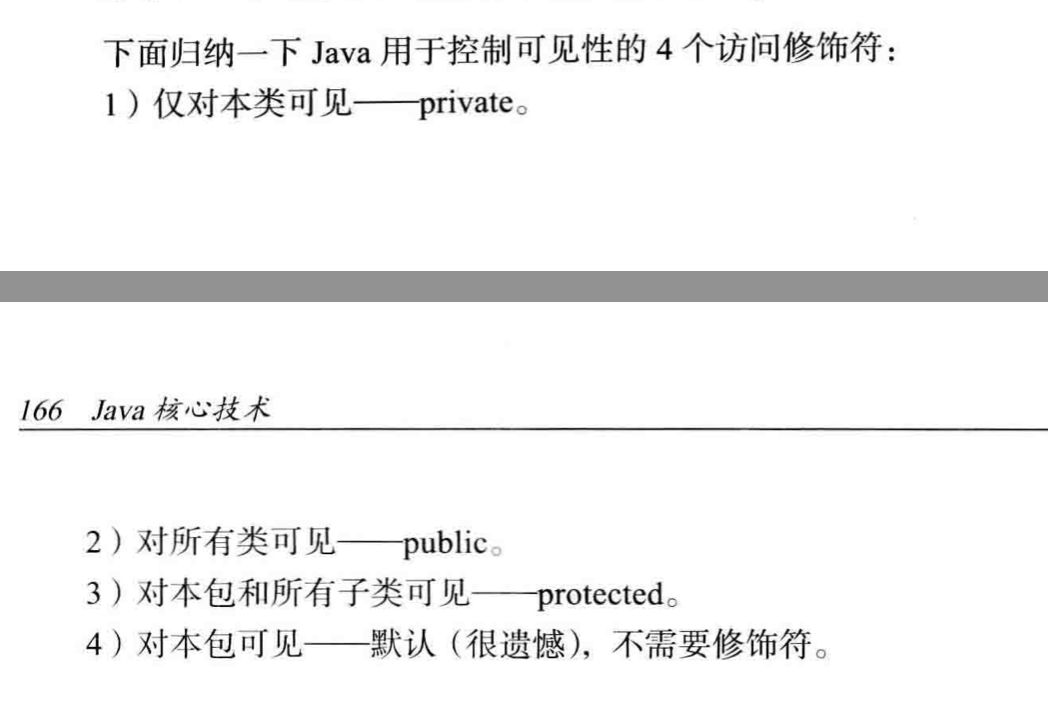 下面归纳一下 Java 用于控制可见性的 4 个访问修饰符：
1）仅对本类可见——private。
166 Java 核心技术
2）对所有类可见——public。
3）对本包和所有子类可见——protected。
4）对本包可见——默认（很遗憾），不需要修饰符。